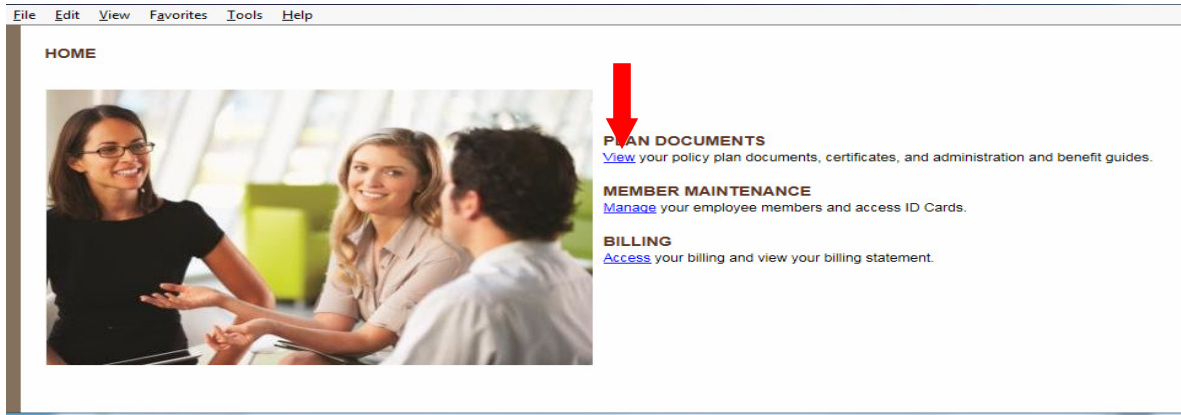 File Edit View Favorites Tools Help
HOME
PLAN DOCUMENTS
View your policy plan documents, certificates, and administration and benefit guides.
MEMBER MAINTENANCE
Manage your employee members and access ID Cards.
BILLING
Access your billing and view your billing statement.